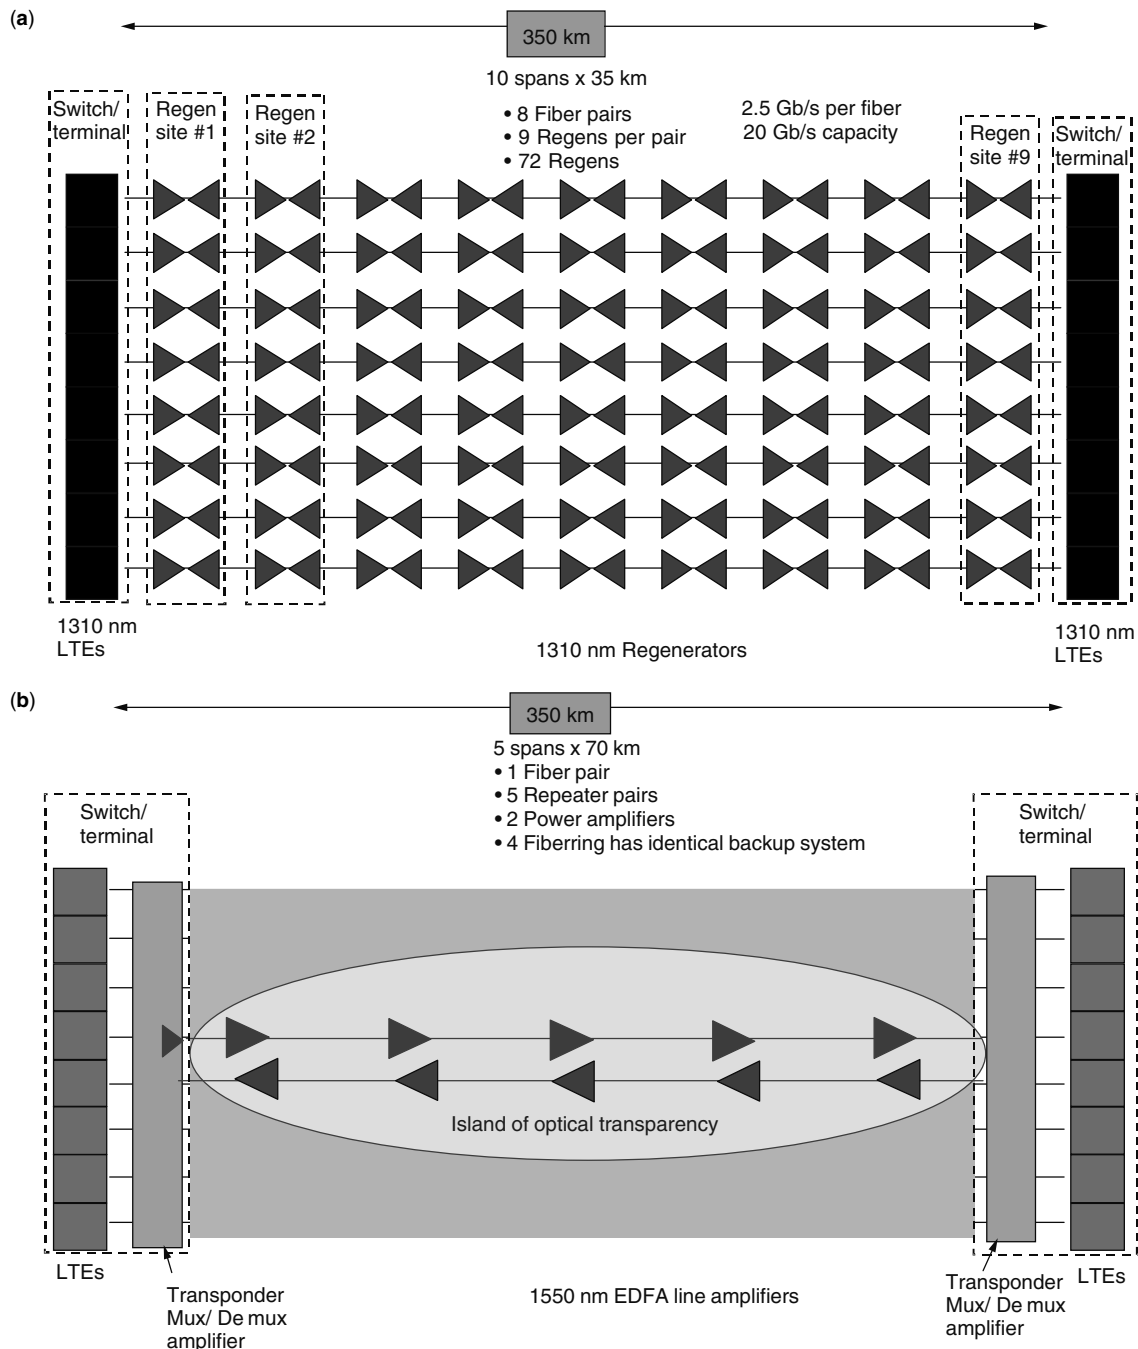 (a)
350 km
10 spans x 35 km
• 8 Fiber pairs
• 9 Regens per pair
• 72 Regens
2.5 Gb/s per fiber
20 Gb/s capacity
Switch/
terminal
Regen
site #1
Regen
site #2
Regen
site #9
Switch/
terminal
1310 nm
LTEs
1310 nm Regenerators
1310 nm
LTEs
(b)
350 km
5 spans x 70 km
• 1 Fiber pair
• 5 Repeater pairs
• 2 Power amplifiers
• 4 Fiberring has identical backup system
Switch/
terminal
Switch/
terminal
Island of optical transparency
LTEs
Transponder
Mux/ De mux
amplifier
1550 nm EDFA line amplifiers
Transponder
Mux/ De mux
amplifier
LTEs